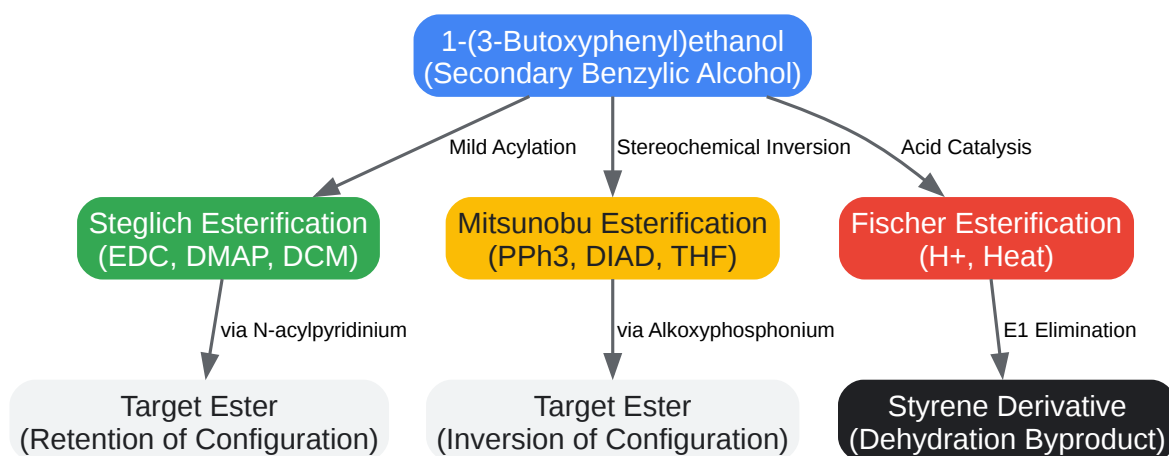 1-(3-Butoxyphenyl)ethanol
(Secondary Benzylic Alcohol)
Mild Acylation
Stereochemical Inversion
Acid Catalysis
Steglich Esterification
(EDC, DMAP, DCM)
Mitsunobu Esterification
(PPh3, DIAD, THF)
Fischer Esterification
(H+, Heat)
via N-acylpyridinium
via Alkoxyphosphonium
E1 Elimination
Target Ester
(Retention of Configuration)
Target Ester
(Inversion of Configuration)
Styrene Derivative
(Dehydration Byproduct)